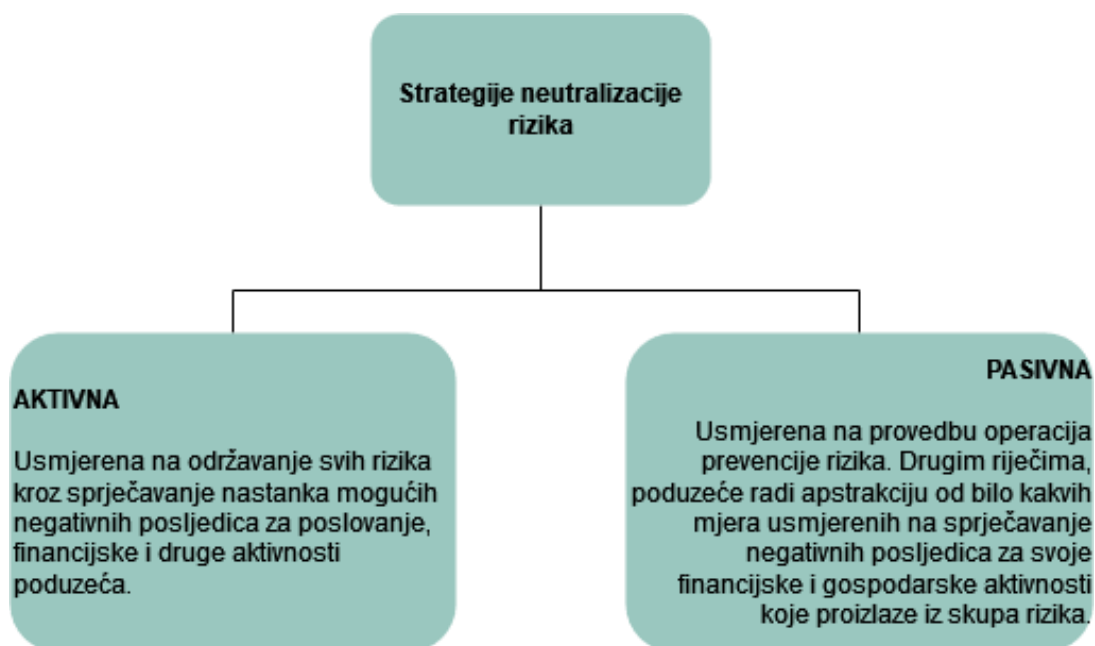 Strategije neutralizacije
rizika
AKTIVNA
Usmjerena na održavanje svih rizika
kroz sprječavanje nastanka mogućih
negativnih posljedica za poslovanje,
financijske i druge aktivnosti
poduzeća.
PASIVNA
Usmjerena na provedbu operacija
prevencije rizika. Drugim riječima,
poduzeće radi apstrakciju od bilo kakvih
mjera usmjerenih na sprječavanje
negativnih posljedica za svoje
financijske i gospodarske aktivnosti
koje proizlaze iz skupa rizika.